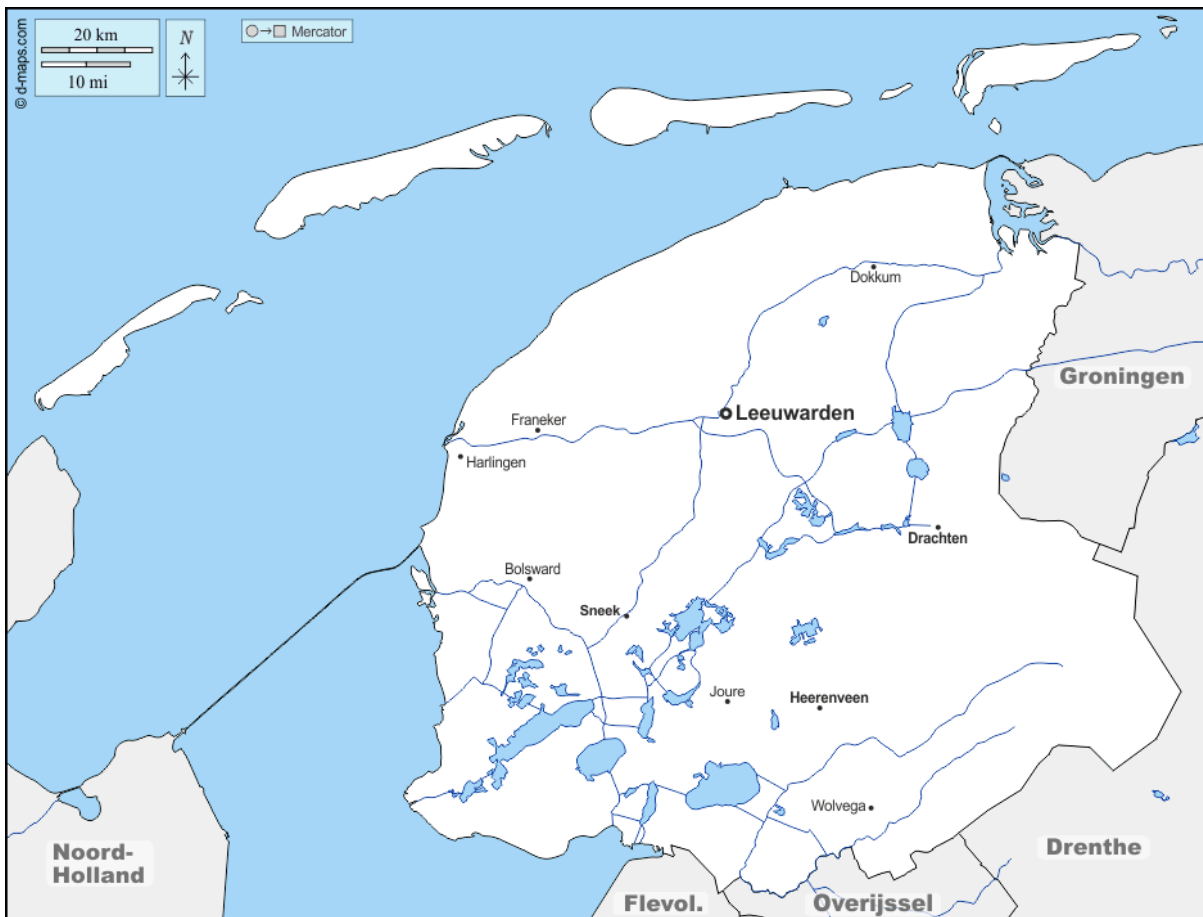 20 km
10 mi
N
Mercator
© d-maps.com
Dokkum
Groningen
Leeuwarden
Franeker
Harlingen
Drachten
Bolsward
Sneek
Joure
Heerenveen
Wolvega
Noord-
Holland
Drenthe
Flevol.
Overijssel